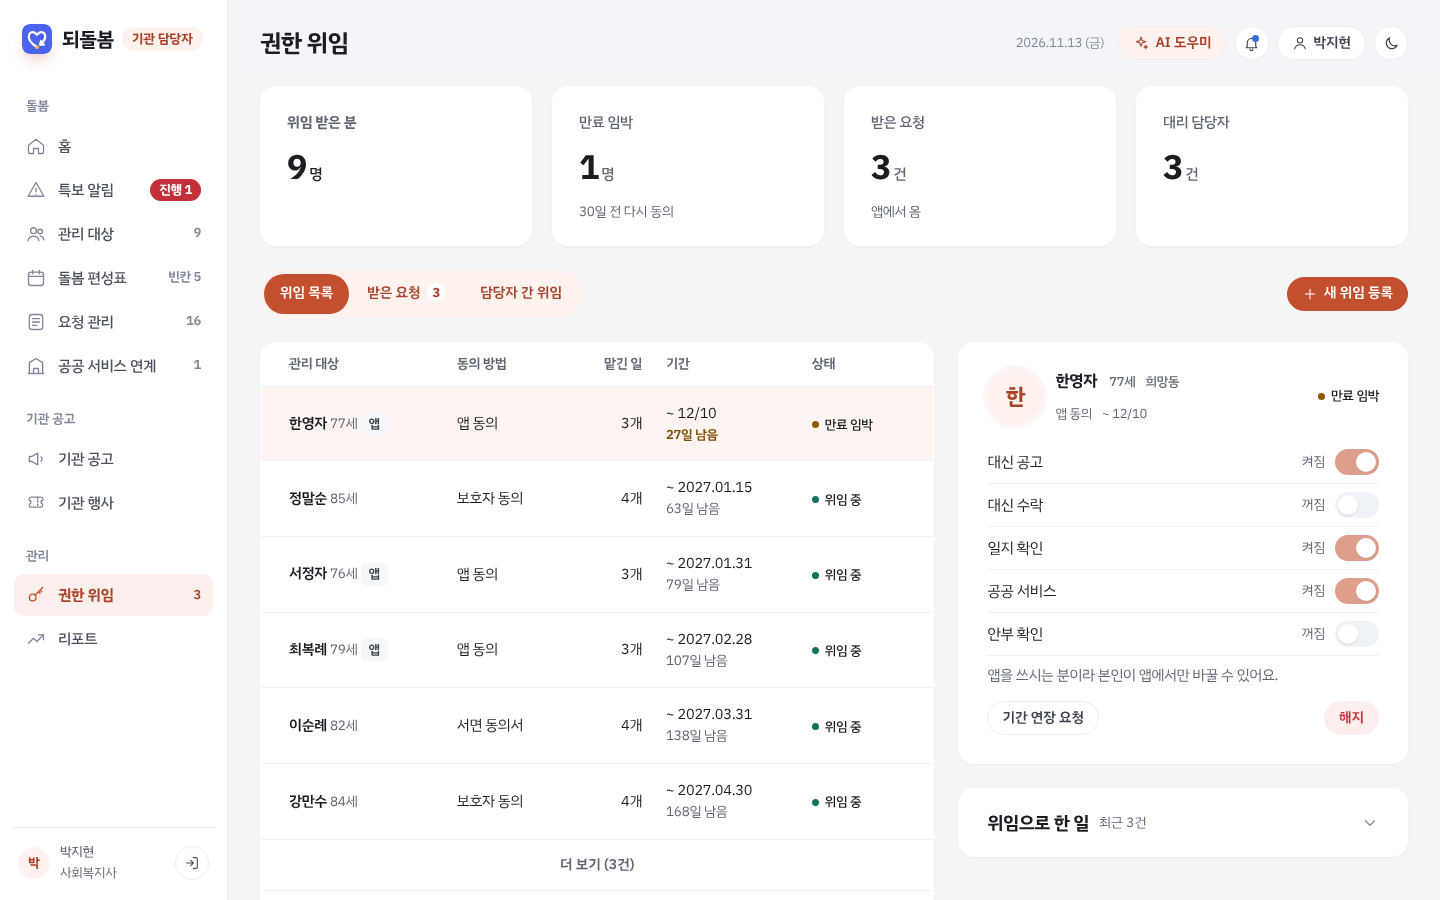 되돌봄 기관 담당자
돌봄
홈
특보 알림 진행 1
관리 대상 9
돌봄 편성표 빈칸 5
요청 관리 16
공공 서비스 연계 1
기관 공고
기관 공고
기관 행사
관리
권한 위임 3
리포트
박 박지현
사회복지사
권한 위임
2026.11.13 (금) AI 도우미 박지현
위임 받은 분
9명
만료 임박
1명
30일 전 다시 동의
받은 요청
3건
앱에서 옴
대리 담당자
3건
위임 목록 받은 요청 3 담당자 간 위임
새 위임 등록
관리 대상 동의 방법 맡긴 일 기간 상태
한영자 77세 앱 앱 동의 3개 ~ 12/10 만료 임박
27일 남음
정말순 85세 보호자 동의 4개 ~ 2027.01.15 위임 중
63일 남음
서정자 76세 앱 앱 동의 3개 ~ 2027.01.31 위임 중
79일 남음
최복례 79세 앱 앱 동의 3개 ~ 2027.02.28 위임 중
107일 남음
이순례 82세 서면 동의서 4개 ~ 2027.03.31 위임 중
138일 남음
강만수 84세 보호자 동의 4개 ~ 2027.04.30 위임 중
168일 남음
더 보기 (3건)
한 한영자 77세 희망동
앱 동의 ~ 12/10
만료 임박
대신 공고 켜짐
대신 수락 꺼짐
일지 확인 켜짐
공공 서비스 켜짐
안부 확인 꺼짐
앱을 쓰시는 분이라 본인이 앱에서만 바꿀 수 있어요.
기간 연장 요청 해지
위임으로 한 일 최근 3건